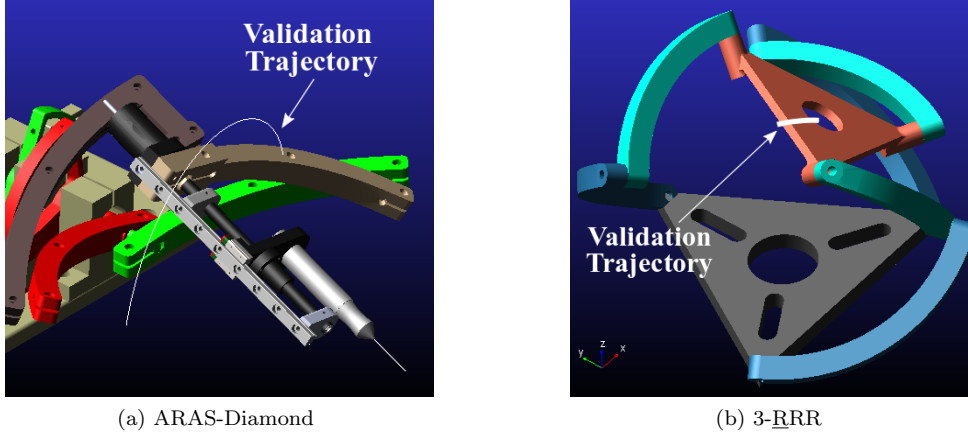 Validation
Trajectory
Validation
Trajectory
z
y
x
(a) ARAS-Diamond
(b) 3-RRR